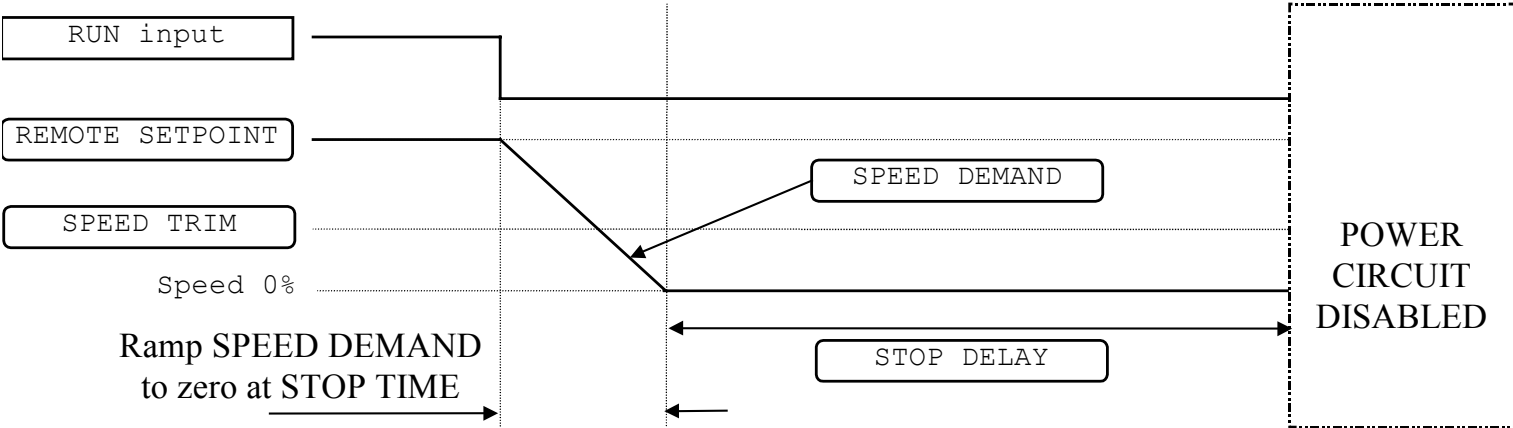 RUN input
REMOTE SETPOINT
SPEED DEMAND
SPEED TRIM
POWER
CIRCUIT
DISABLED
Speed 0%
Ramp SPEED DEMAND
to zero at STOP TIME
STOP DELAY